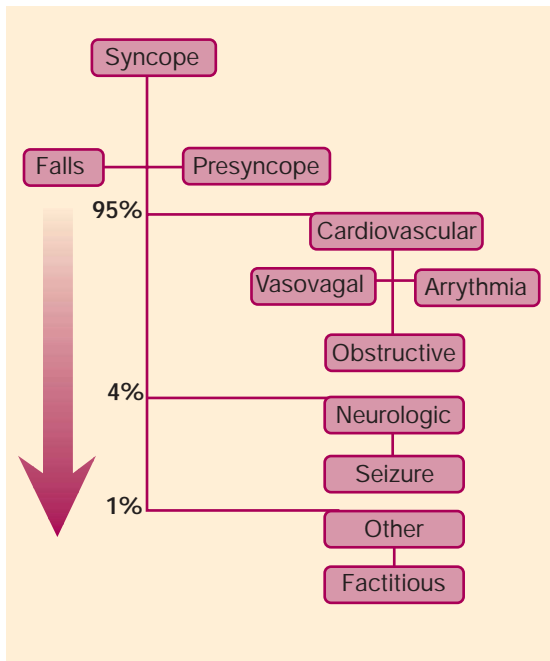 Syncope
Falls
Presyncope
95%
Cardiovascular
Vasovagal
Arrythmia
Obstructive
4%
Neurologic
Seizure
1%
Other
Factitious